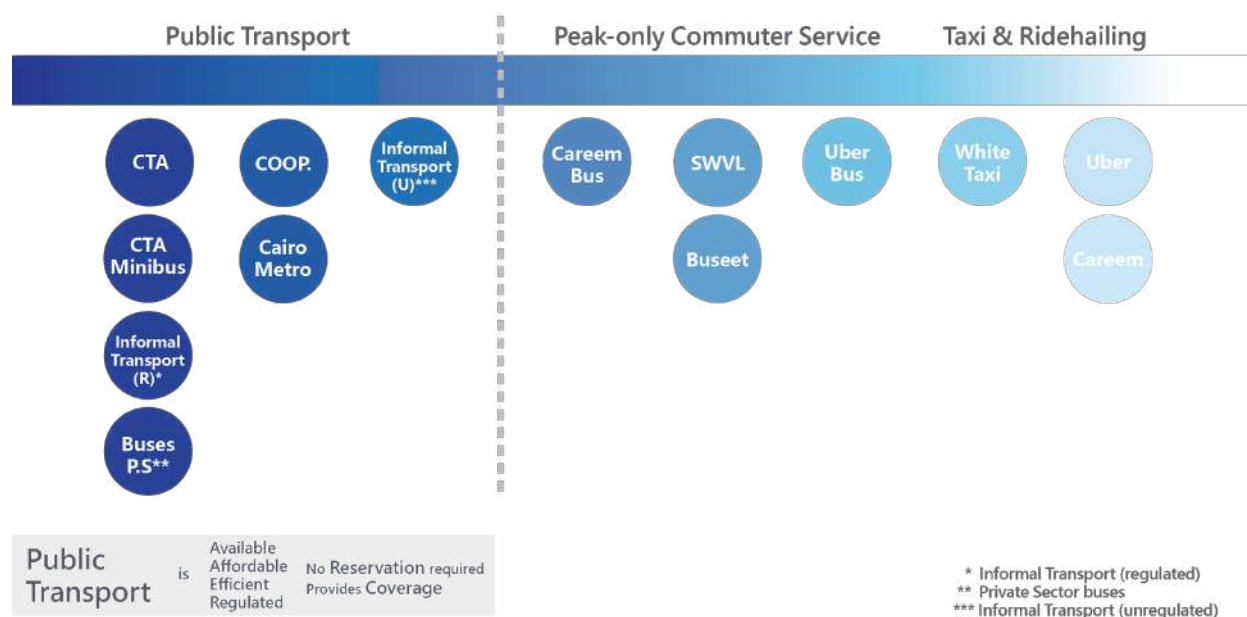 Public Transport
Peak-only Commuter Service
Taxi & Ridehailing
CTA
COOP.
Informal
Transport
(U)***
Careem
Bus
SWVL
Uber
Bus
White
Taxi
Uber
CTA
Minibus
Cairo
Metro
Buseet
Careem
Informal
Transport
(R)*
Buses
P.S**
Public
Transport
is
Available
Affordable
Efficient
Regulated
No Reservation required
Provides Coverage
* Informal Transport (regulated)
** Private Sector buses
*** Informal Transport (unregulated)